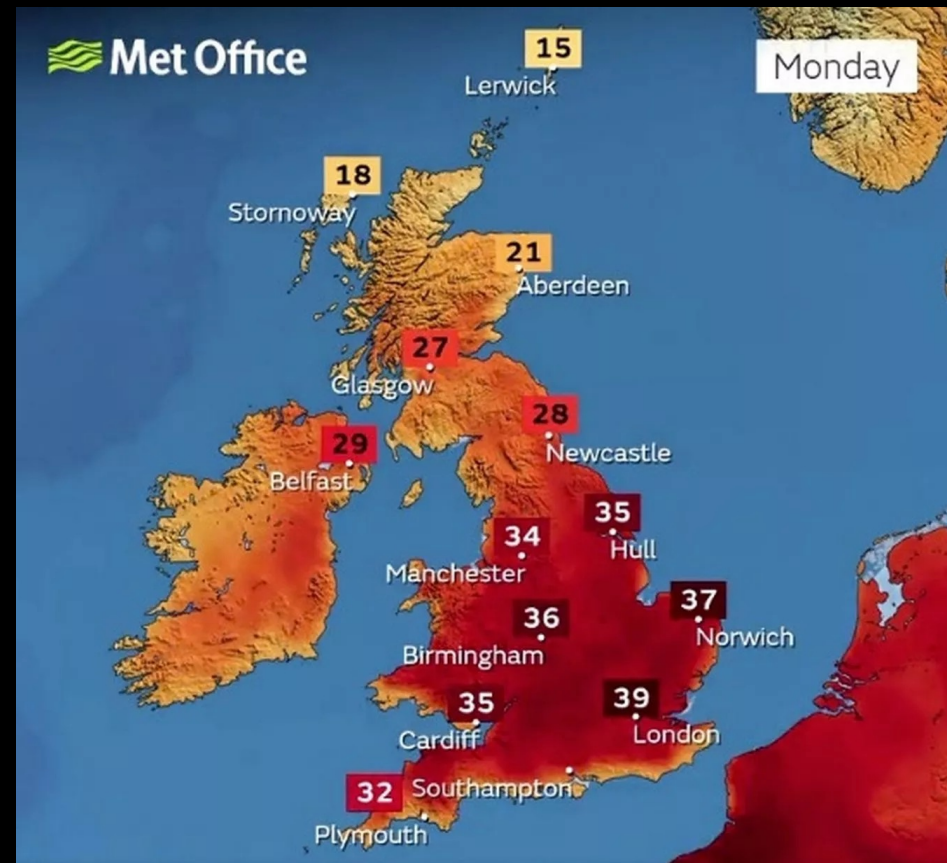 Met Office
Monday
15
Lerwick
18
Stornoway
21
Aberdeen
27
Glasgow
28
Newcastle
29
Belfast
35
Hull
34
Manchester
37
Norwich
36
Birmingham
35
Cardiff
39
London
Southampton
32
Plymouth